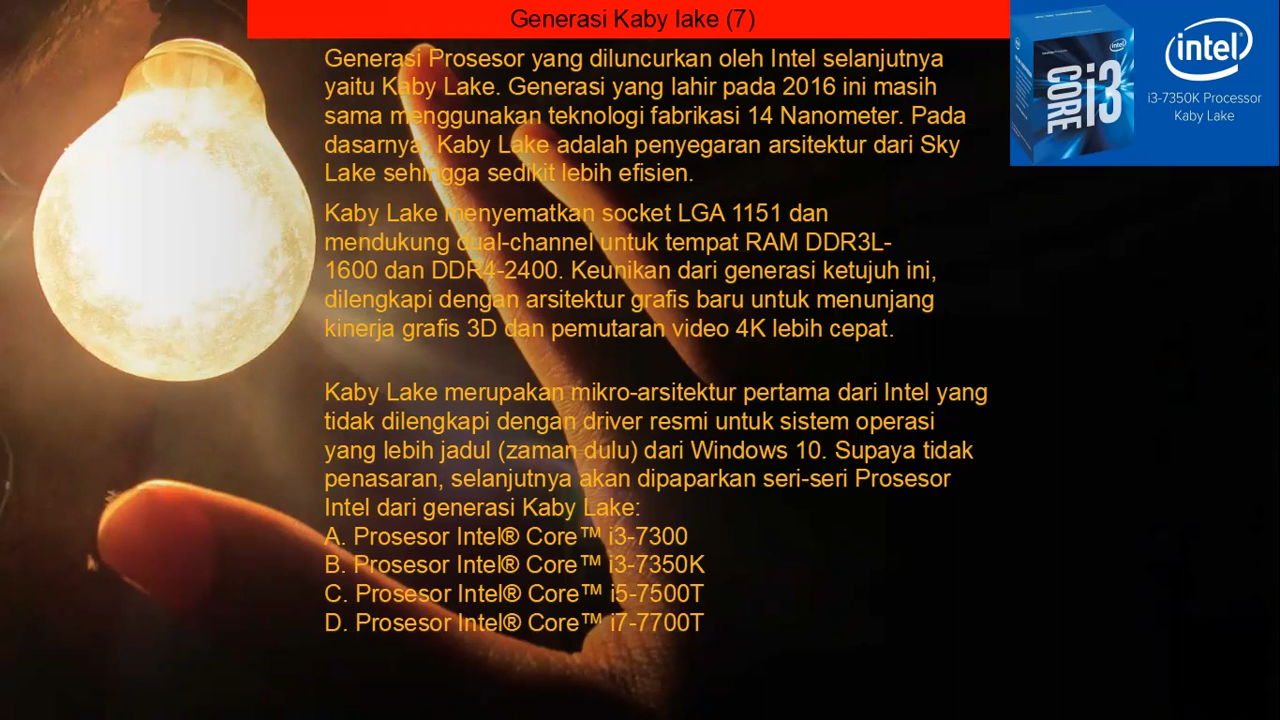 Generasi Kaby lake (7)
Generasi Prosesor yang diluncurkan oleh Intel selanjutnya
yaitu Kaby Lake. Generasi yang lahir pada 2016 ini masih
sama menggunakan teknologi fabrikasi 14 Nanometer. Pada
dasarnya, Kaby Lake adalah penyegaran arsitektur dari Sky
Lake sehingga sedikit lebih efisien.
Kaby Lake menyematkan socket LGA 1151 dan
mendukung dual-channel untuk tempat RAM DDR3L-
1600 dan DDR4-2400. Keunikan dari generasi ketujuh ini,
dilengkapi dengan arsitektur grafis baru untuk menunjang
kinerja grafis 3D dan pemutaran video 4K lebih cepat.
Kaby Lake merupakan mikro-arsitektur pertama dari Intel yang
tidak dilengkapi dengan driver resmi untuk sistem operasi
yang lebih jadul (zaman dulu) dari Windows 10. Supaya tidak
penasaran, selanjutnya akan dipaparkan seri-seri Prosesor
Intel dari generasi Kaby Lake:
A. Prosesor Intel® Core™ i3-7300
B. Prosesor Intel® Core™ i3-7350K
C. Prosesor Intel® Core™ i5-7500T
D. Prosesor Intel® Core™ i7-7700T
intel
CORE i3
intel
i3-7350K Processor
Kaby Lake